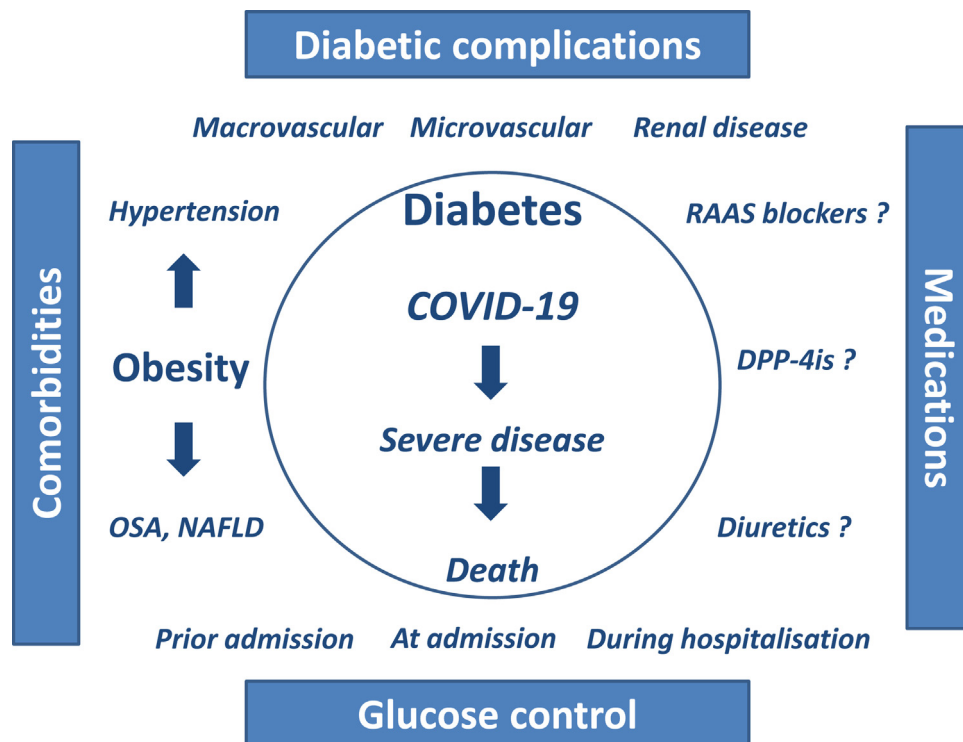 Diabetic complications
Macrovascular Microvascular Renal disease
Comorbidities
Hypertension
Obesity
OSA, NAFLD
Diabetes
COVID-19
Severe disease
Death
RAAS blockers ?
DPP-4is ?
Diuretics ?
Medications
Prior admission At admission During hospitalisation
Glucose control